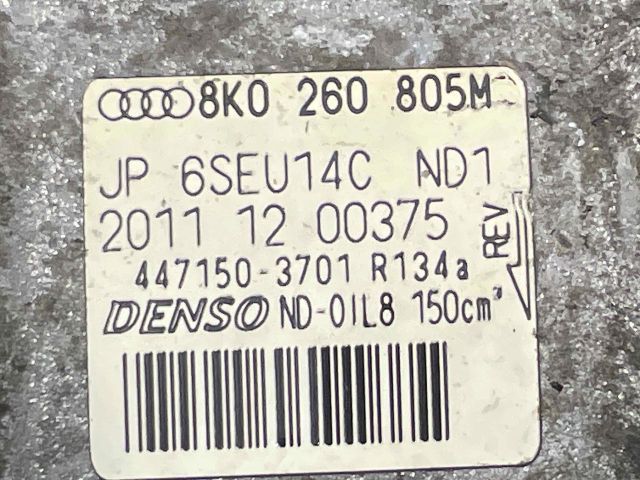 8K0 260 805M
JP 6SEU14C ND1
2011 12 00375
REV
447150-3701 R134a
DENSO ND-OIL8 150cm³